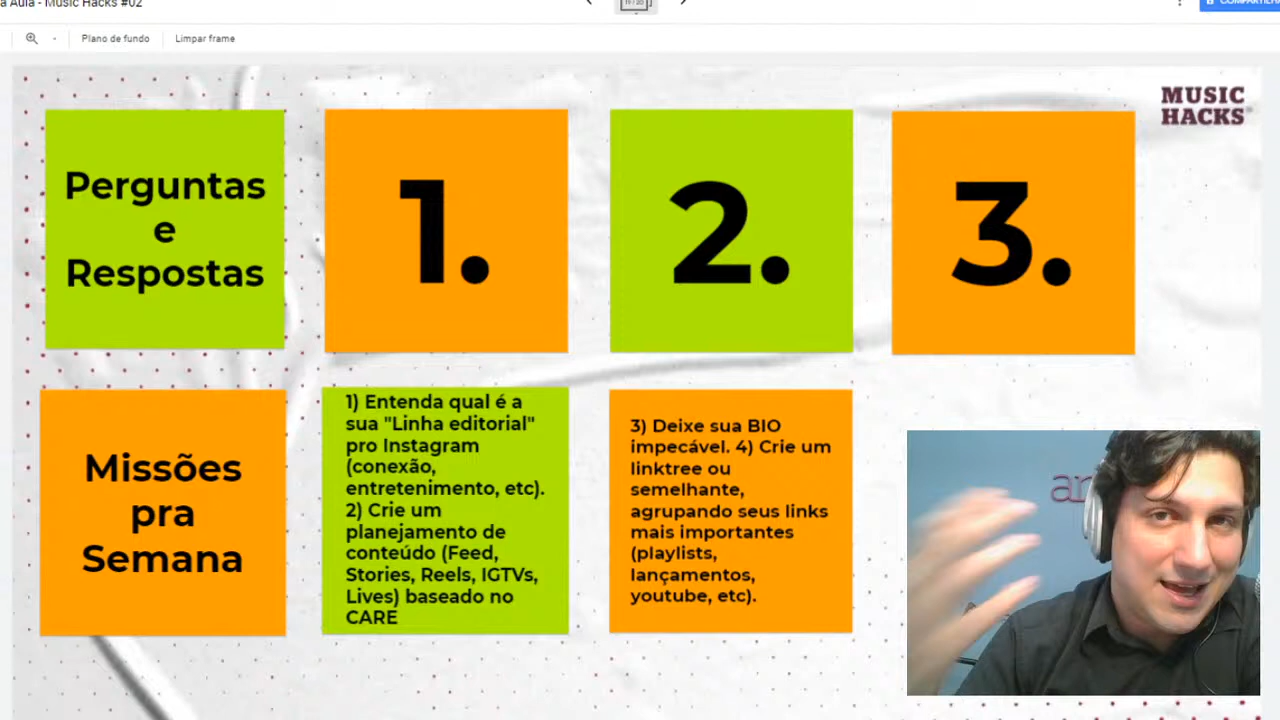 a Aula - Music Hacks #02
Plano de fundo
Limpar frame
MUSIC
HACKS
Perguntas
e
Respostas
1.
2.
3.
Missões
pra
Semana
1) Entenda qual é a
sua "Linha editorial"
pro Instagram
(conexão,
entretenimento, etc).
2) Crie um
planejamento de
conteúdo (Feed,
Stories, Reels, IGTVs,
Lives) baseado no
CARE
3) Deixe sua BIO
impecável. 4) Crie um
linktree ou
semelhante,
agrupando seus links
mais importantes
(playlists,
lançamentos,
youtube, etc).